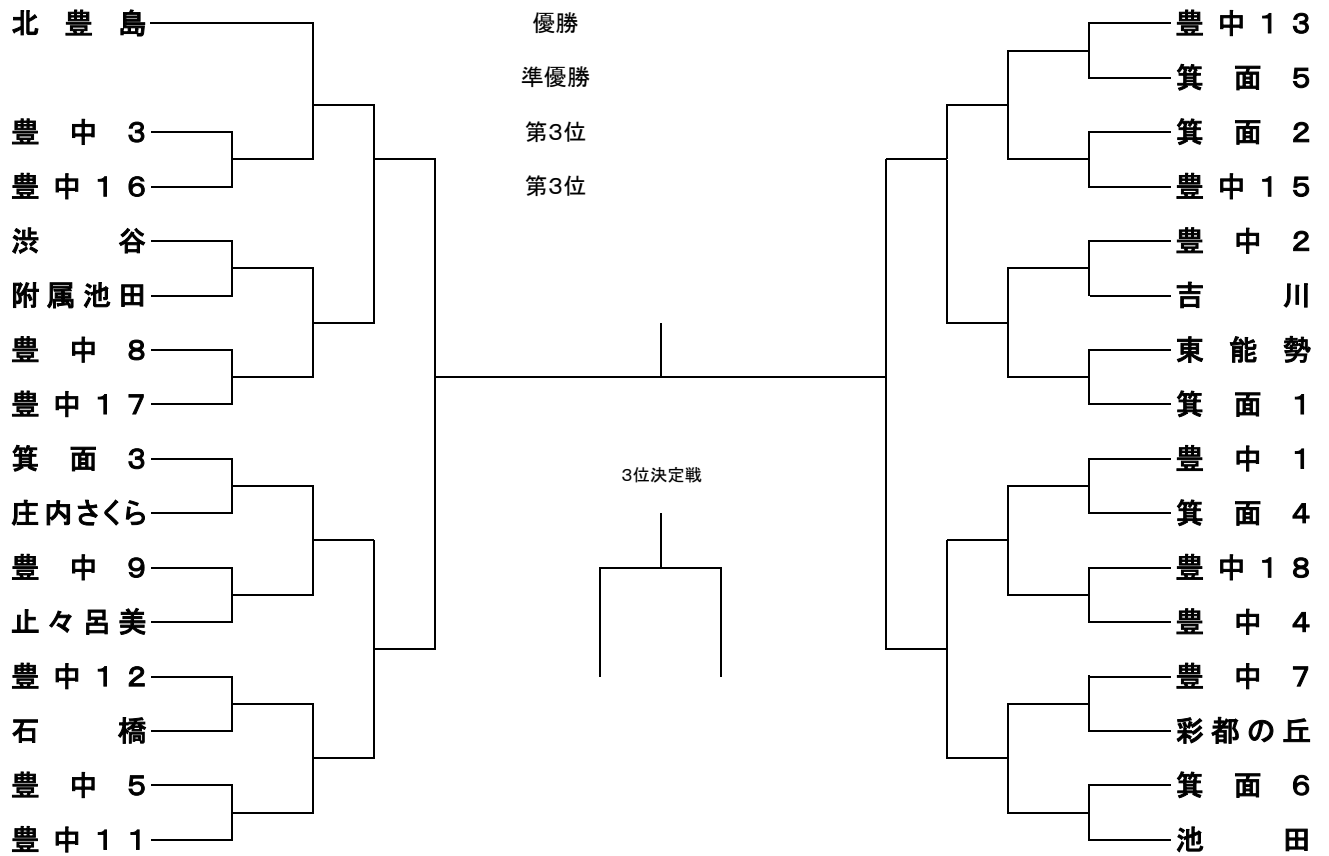 北豊島
豊中３
豊中１６
渋谷
附属池田
豊中８
豊中１７
箕面３
庄内さくら
豊中９
止々呂美
豊中１２
石橋
豊中５
豊中１１
優勝
準優勝
第3位
第3位
3位決定戦
豊中１３
箕面５
箕面２
豊中１５
豊中２
吉川
東能勢
箕面１
豊中１
箕面４
豊中１８
豊中４
豊中７
彩都の丘
箕面６
池田